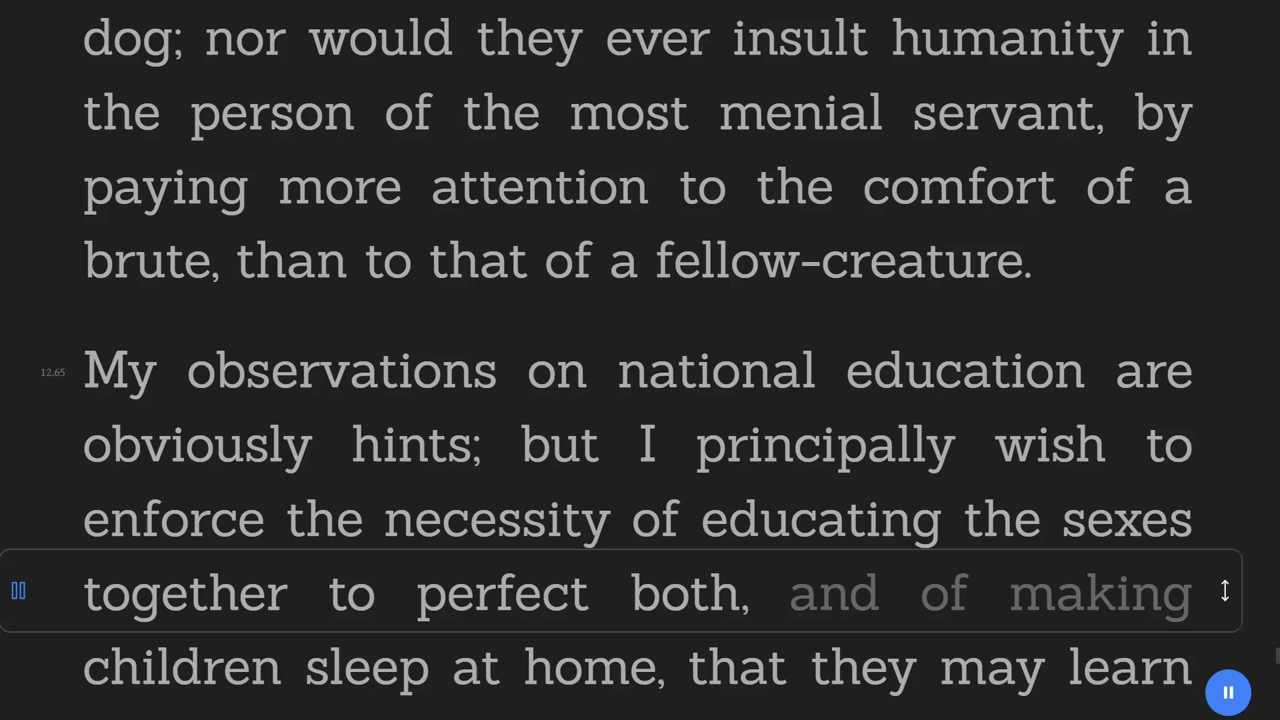 dog; nor would they ever insult humanity in
the person of the most menial servant, by
paying more attention to the comfort of a
brute, than to that of a fellow-creature.
12.65
My observations on national education are
obviously hints; but I principally wish to
enforce the necessity of educating the sexes
together to perfect both, and of making
children sleep at home, that they may learn